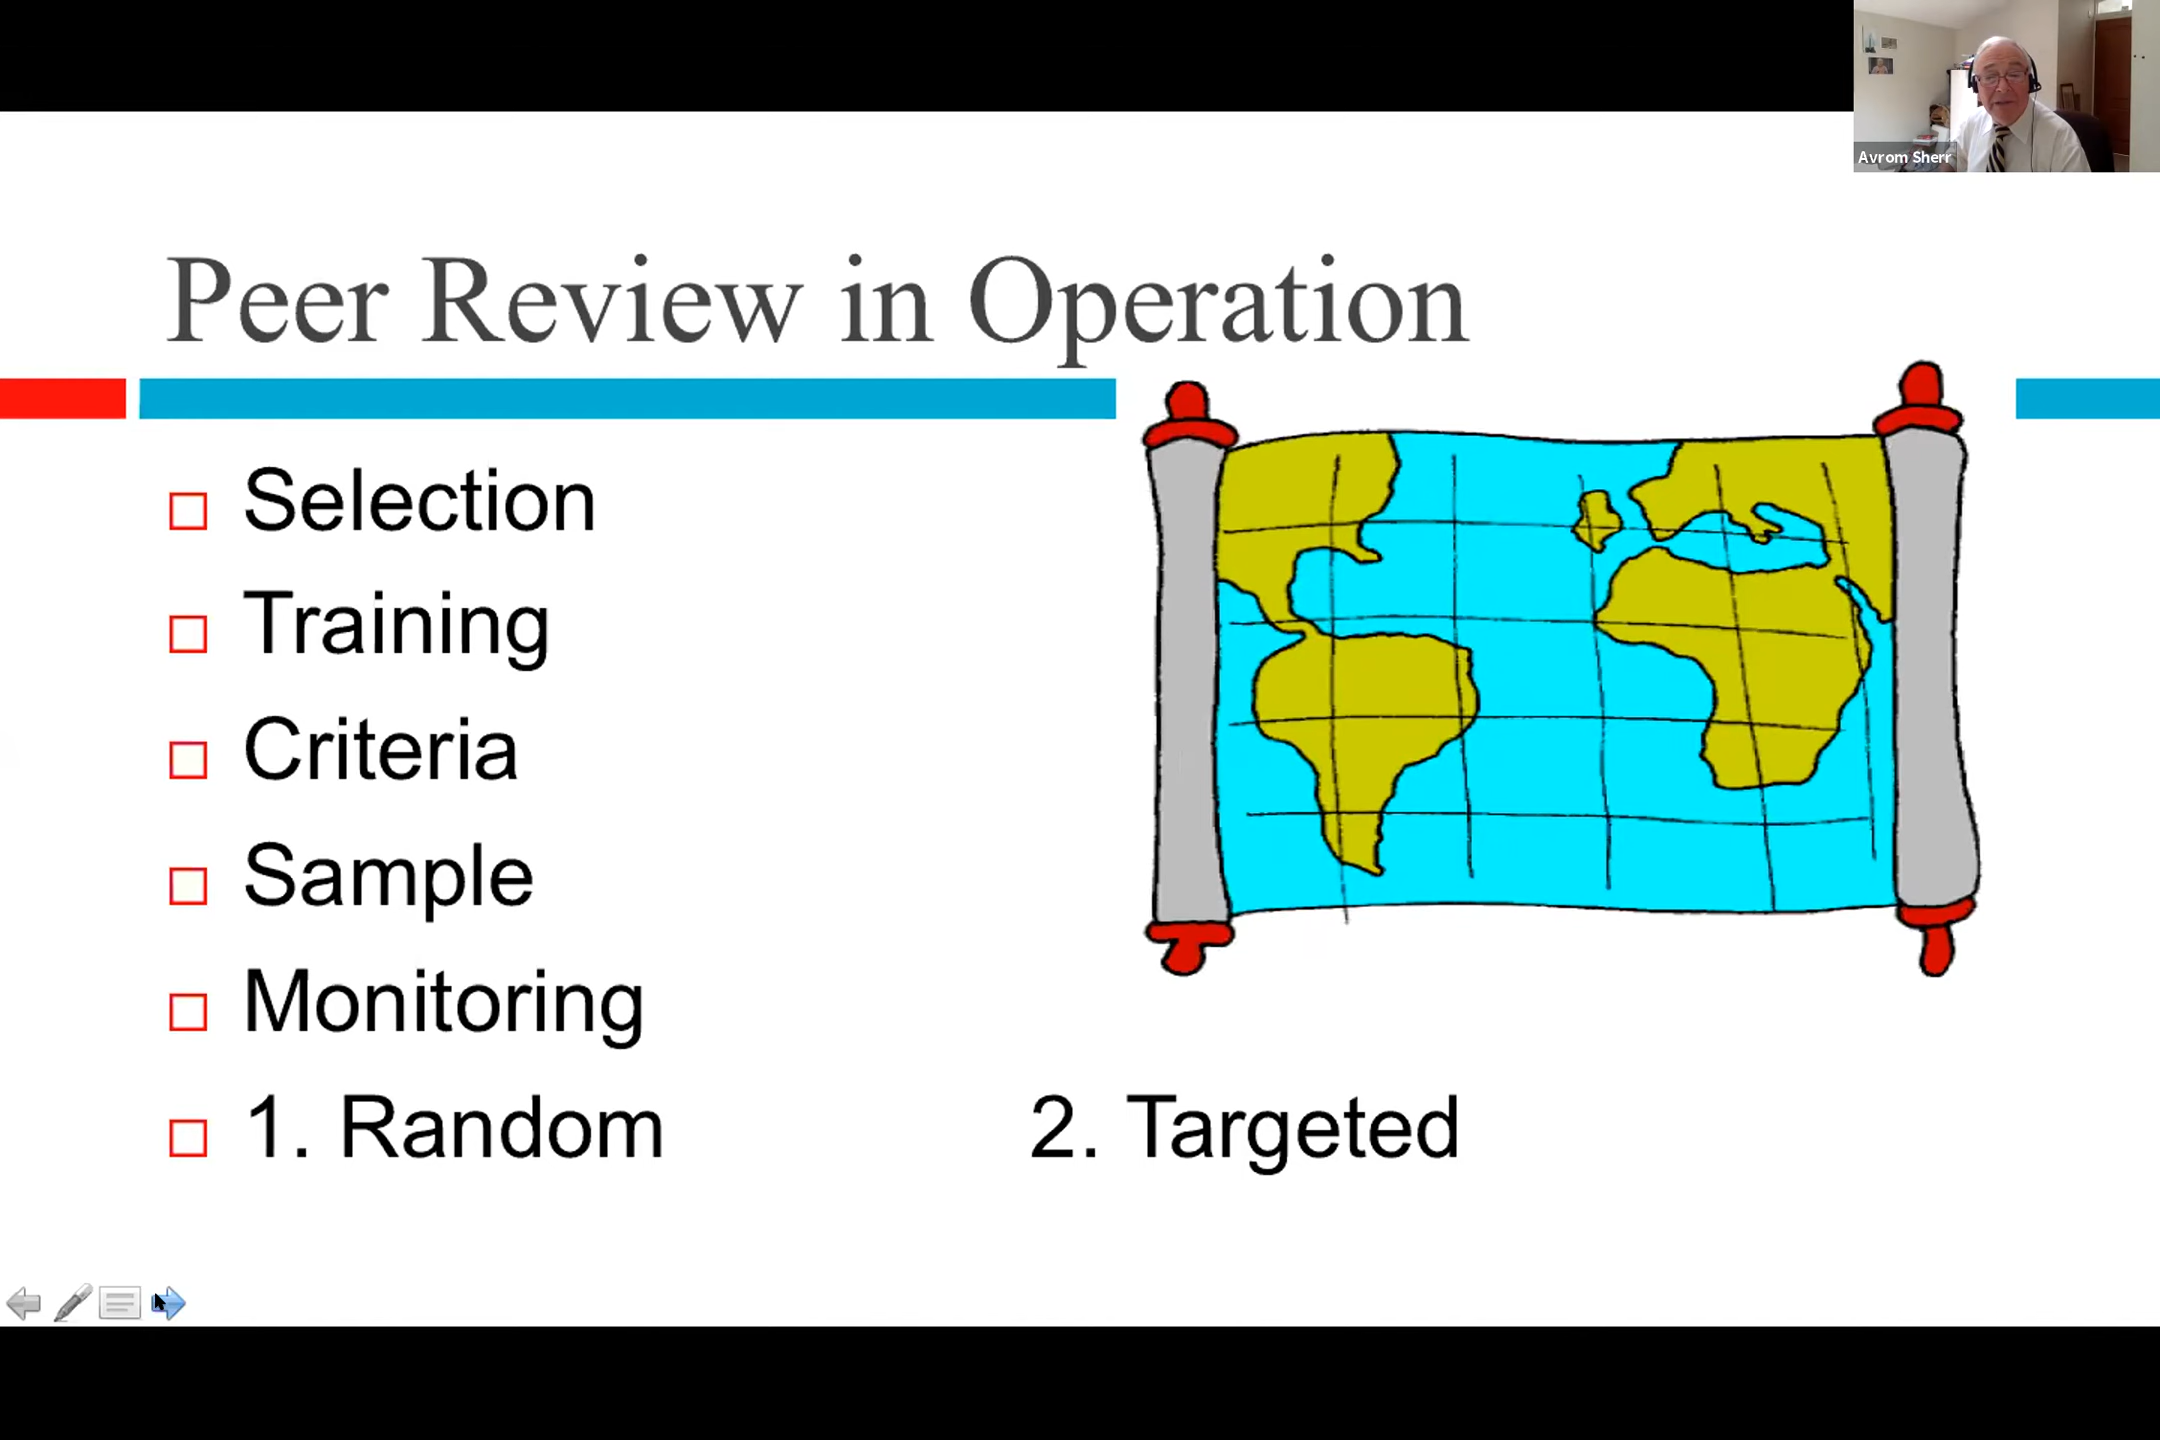 Avrom Sherr
Peer Review in Operation
Selection
Training
Criteria
Sample
Monitoring
1. Random 2. Targeted